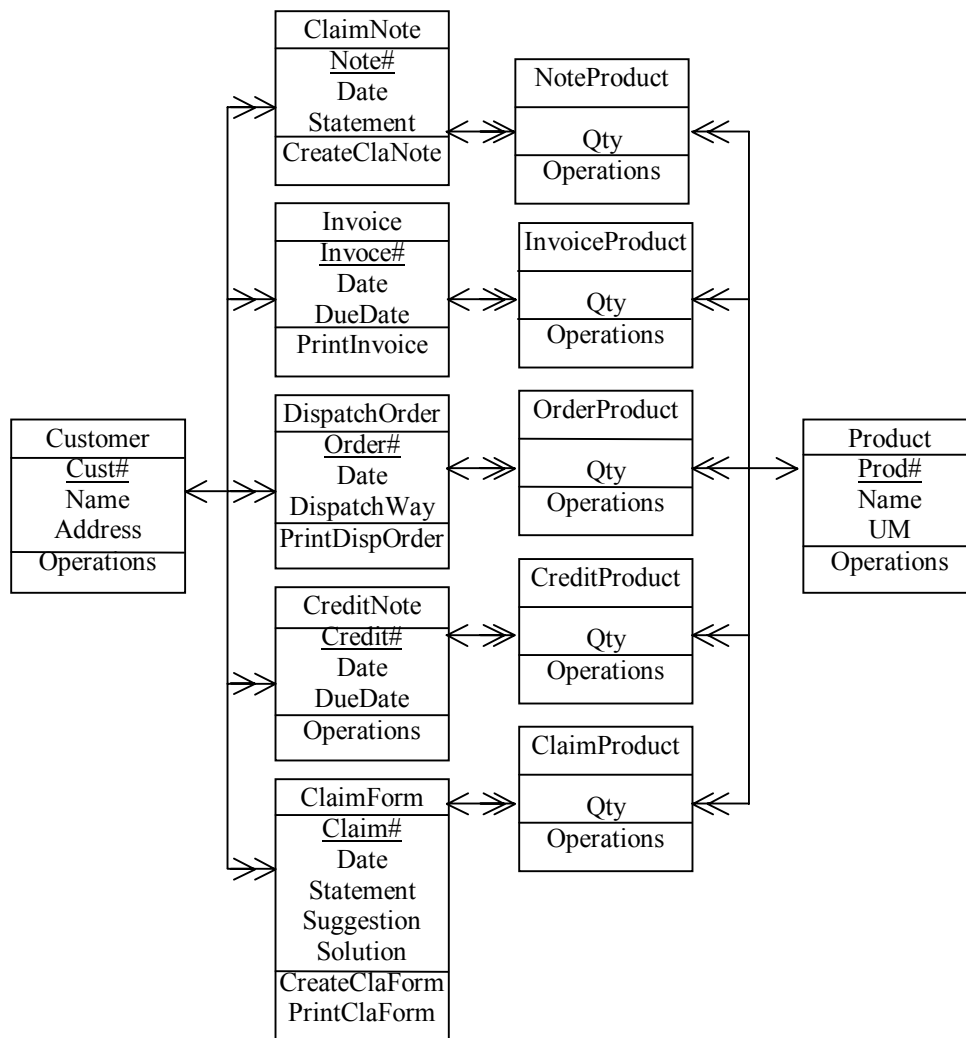 ClaimNote
Note#
Date
Statement
CreateClaNote
NoteProduct
Qty
Operations
Invoice
Invoce#
Date
DueDate
PrintInvoice
InvoiceProduct
Qty
Operations
Customer
Cust#
Name
Address
Operations
DispatchOrder
Order#
Date
DispatchWay
PrintDispOrder
OrderProduct
Qty
Operations
Product
Prod#
Name
UM
Operations
CreditNote
Credit#
Date
DueDate
Operations
CreditProduct
Qty
Operations
ClaimForm
Claim#
Date
Statement
Suggestion
Solution
CreateClaForm
PrintClaForm
ClaimProduct
Qty
Operations